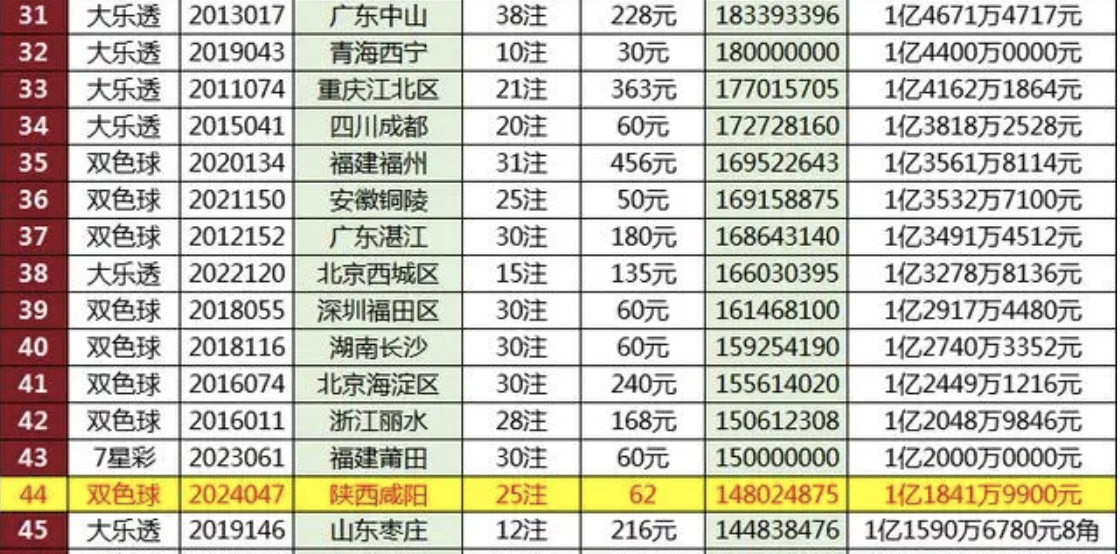 31 大乐透 2013017 广东中山 38注 228元 183393396 1亿4671万4717元
32 大乐透 2019043 青海西宁 10注 30元 180000000 1亿4400万0000元
33 大乐透 2011074 重庆江北区 21注 363元 177015705 1亿4162万1864元
34 大乐透 2015041 四川成都 20注 60元 172728160 1亿3818万2528元
35 双色球 2020134 福建福州 31注 456元 169522643 1亿3561万8114元
36 双色球 2021150 安徽铜陵 25注 50元 169158875 1亿3532万7100元
37 双色球 2012152 广东湛江 30注 180元 168643140 1亿3491万4512元
38 大乐透 2022120 北京西城区 15注 135元 166030395 1亿3278万8136元
39 双色球 2018055 深圳福田区 30注 60元 161468100 1亿2917万4480元
40 双色球 2018116 湖南长沙 30注 60元 159254190 1亿2740万3352元
41 双色球 2016074 北京海淀区 30注 240元 155614020 1亿2449万1216元
42 双色球 2016011 浙江丽水 28注 168元 150612308 1亿2048万9846元
43 7星彩 2023061 福建莆田 30注 60元 150000000 1亿2000万0000元
44 双色球 2024047 陕西咸阳 25注 62 148024875 1亿1841万9900元
45 大乐透 2019146 山东枣庄 12注 216元 144838476 1亿1590万6780元8角